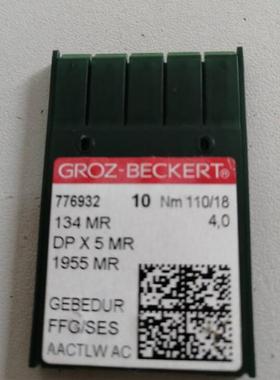 GROZ-BECKERT®
776932 10 Nm 110/18
134 MR 4,0
DP X 5 MR
1955 MR
GEBEDUR
FFG/SES
AACTLW AC